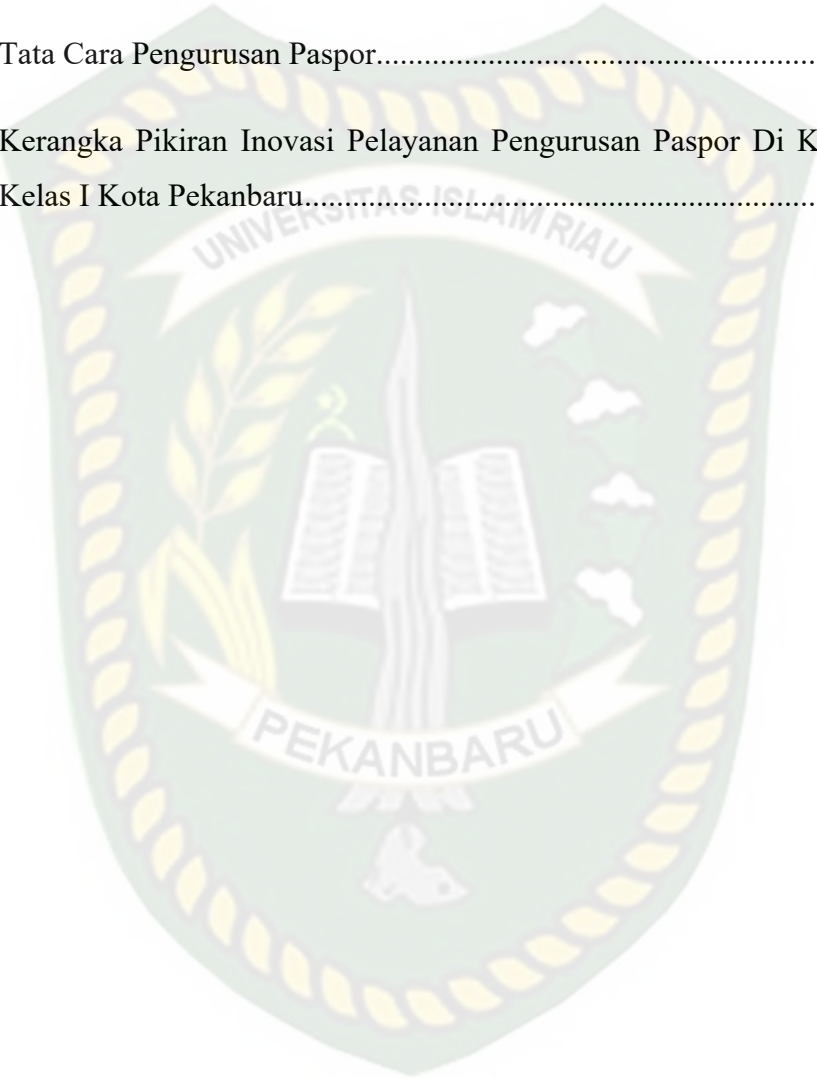 Tata Cara Pengurusan Paspor........................................................
Kerangka Pikiran Inovasi Pelayanan Pengurusan Paspor Di K
Kelas I Kota Pekanbaru.................................................................
UNIVERSITAS ISLAM RIAU
PEKANBARU